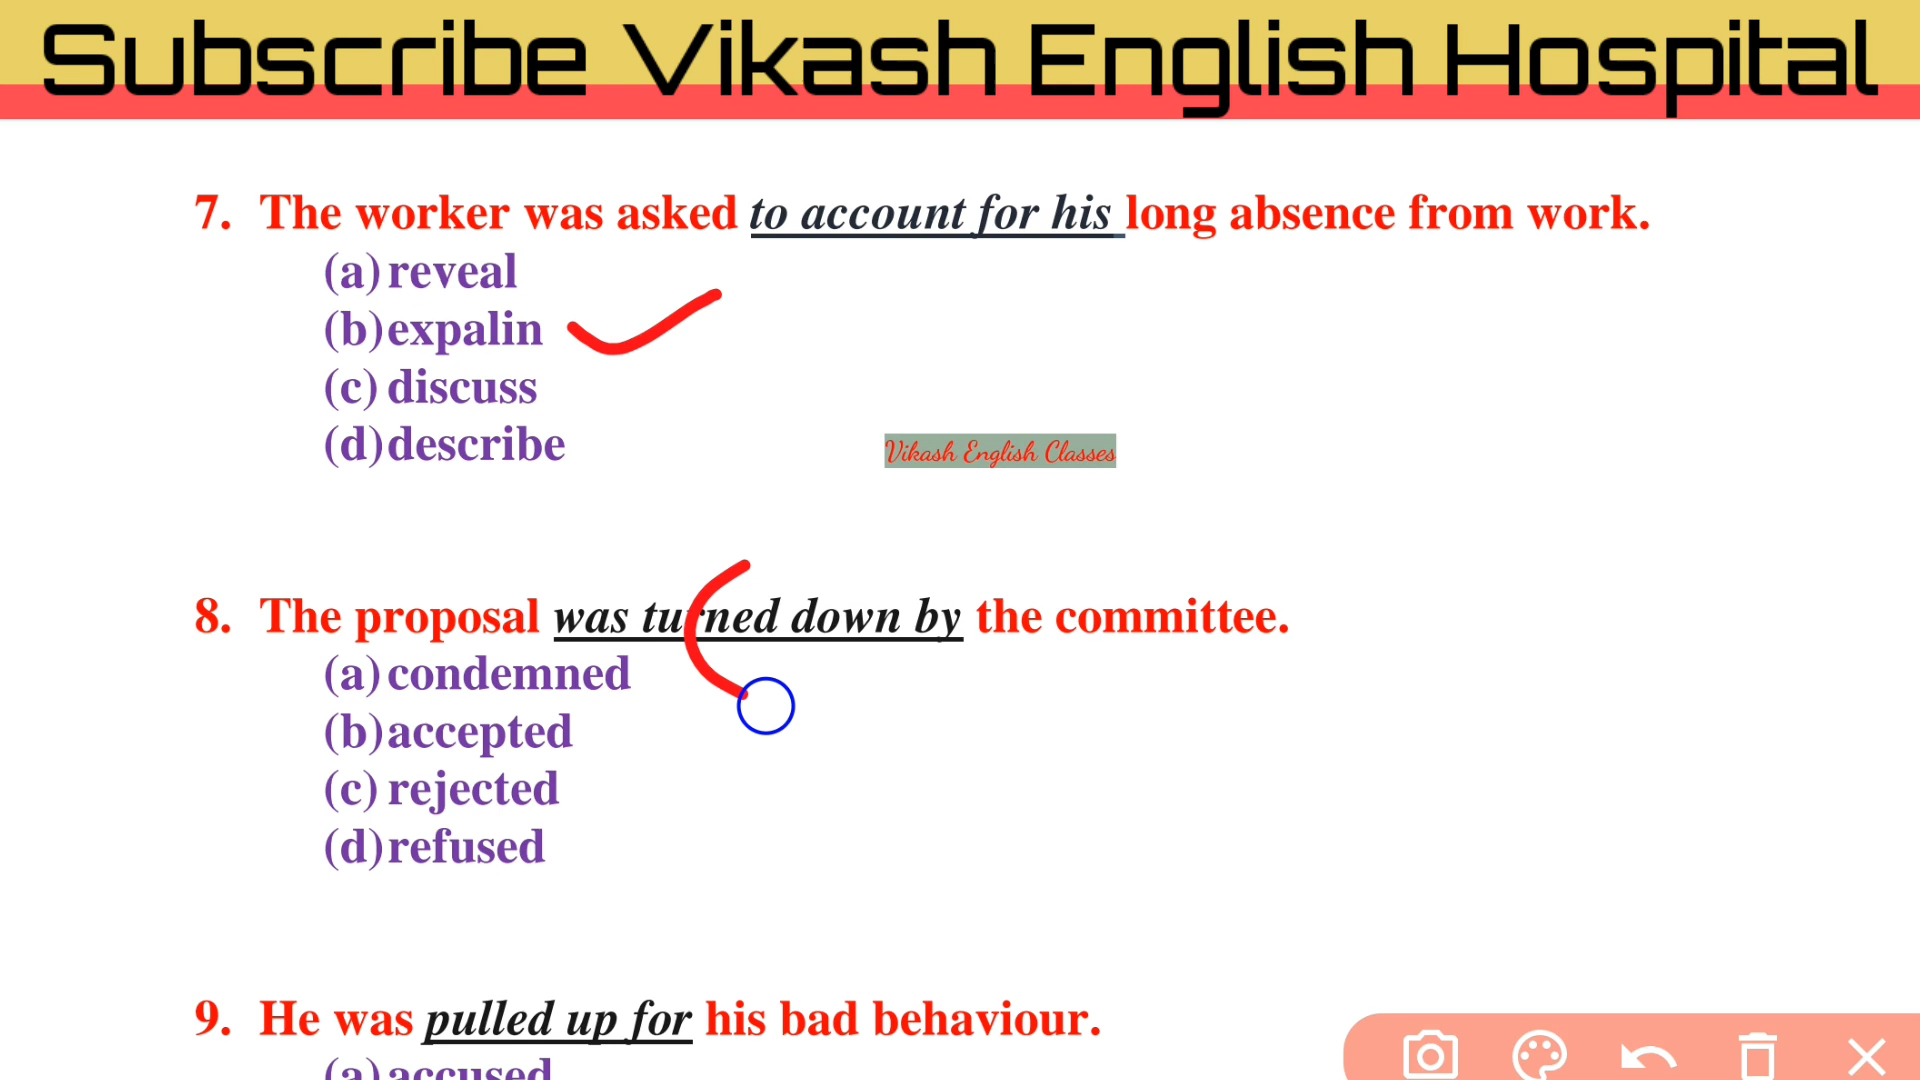 Subscribe Vikash English Hospital
7. The worker was asked to account for his long absence from work.
(a) reveal
(b) expalin
(c) discuss
(d) describe
Vikash English Classes
8. The proposal was turned down by the committee.
(a) condemned
(b) accepted
(c) rejected
(d) refused
9. He was pulled up for his bad behaviour.
(a) accused